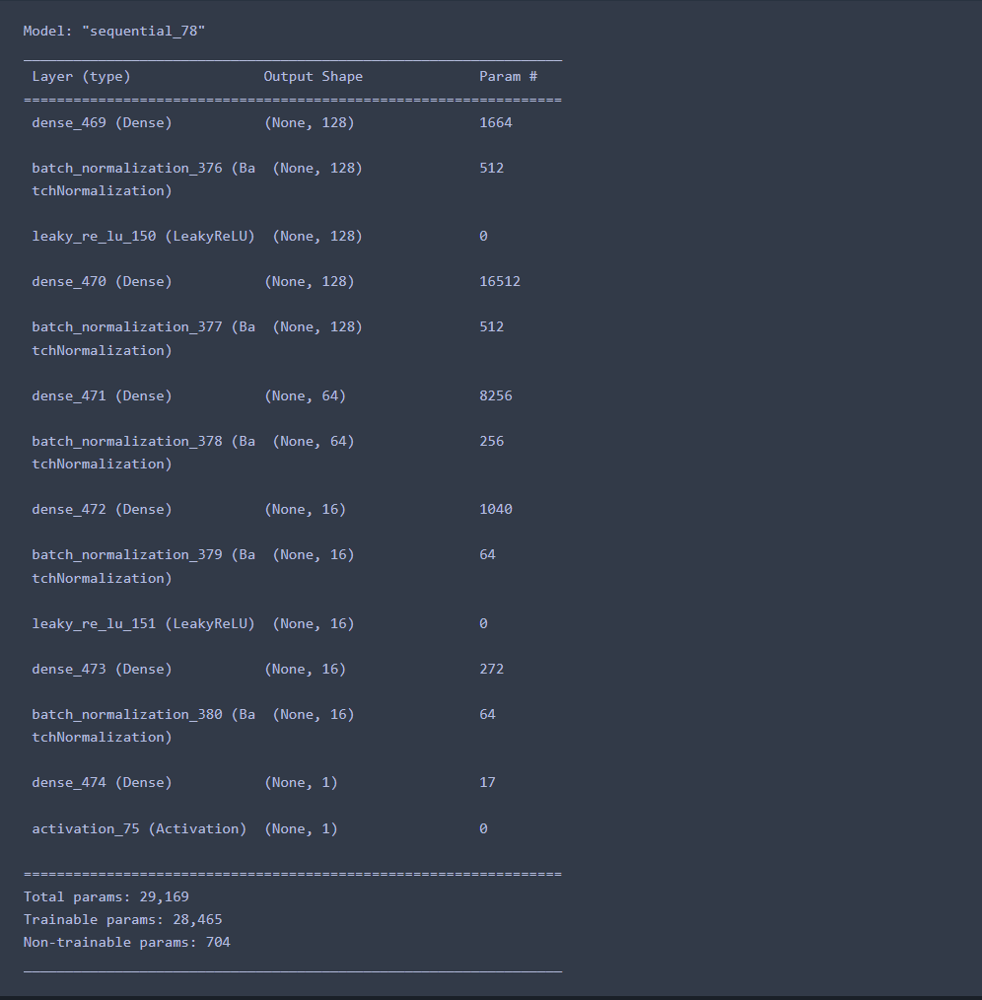 Model: "sequential_78"
_________________________________________________________________
Layer (type) Output Shape Param #
=================================================================
dense_469 (Dense) (None, 128) 1664
batch_normalization_376 (Ba (None, 128) 512
tchNormalization)
leaky_re_lu_150 (LeakyReLU) (None, 128) 0
dense_470 (Dense) (None, 128) 16512
batch_normalization_377 (Ba (None, 128) 512
tchNormalization)
dense_471 (Dense) (None, 64) 8256
batch_normalization_378 (Ba (None, 64) 256
tchNormalization)
dense_472 (Dense) (None, 16) 1040
batch_normalization_379 (Ba (None, 16) 64
tchNormalization)
leaky_re_lu_151 (LeakyReLU) (None, 16) 0
dense_473 (Dense) (None, 16) 272
batch_normalization_380 (Ba (None, 16) 64
tchNormalization)
dense_474 (Dense) (None, 1) 17
activation_75 (Activation) (None, 1) 0
=================================================================
Total params: 29,169
Trainable params: 28,465
Non-trainable params: 704
_________________________________________________________________